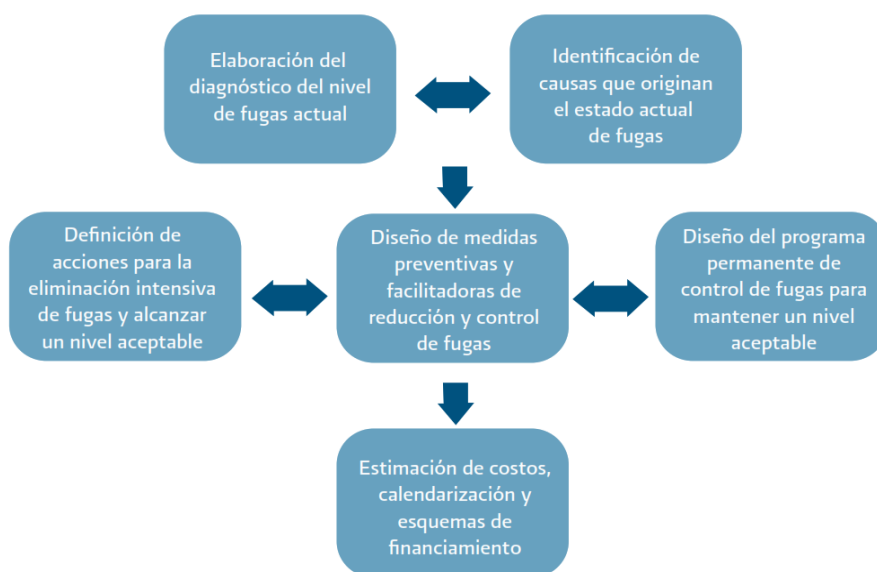 Elaboración del
diagnóstico del nivel
de fugas actual
Identificación de
causas que originan
el estado actual
de fugas
Definición de
acciones para la
eliminación intensiva
de fugas y alcanzar
un nivel aceptable
Diseño de medidas
preventivas y
facilitadoras de
reducción y control
de fugas
Diseño del programa
permanente de
control de fugas para
mantener un nivel
aceptable
Estimación de costos,
calendarización y
esquemas de
financiamiento